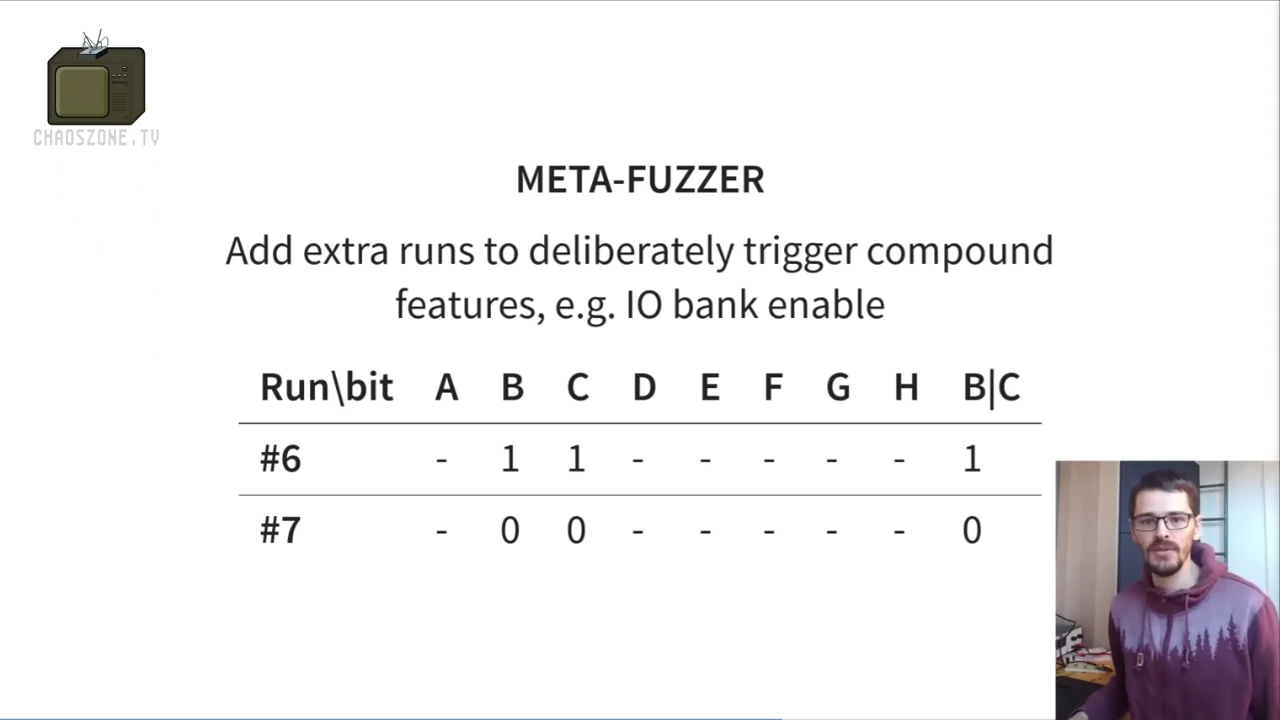 CHAOSZONE.TV
META-FUZZER
Add extra runs to deliberately trigger compound
features, e.g. IO bank enable
Run\bit A B C D E F G H B|C
#6 - 1 1 - - - - - 1
#7 - 0 0 - - - - - 0